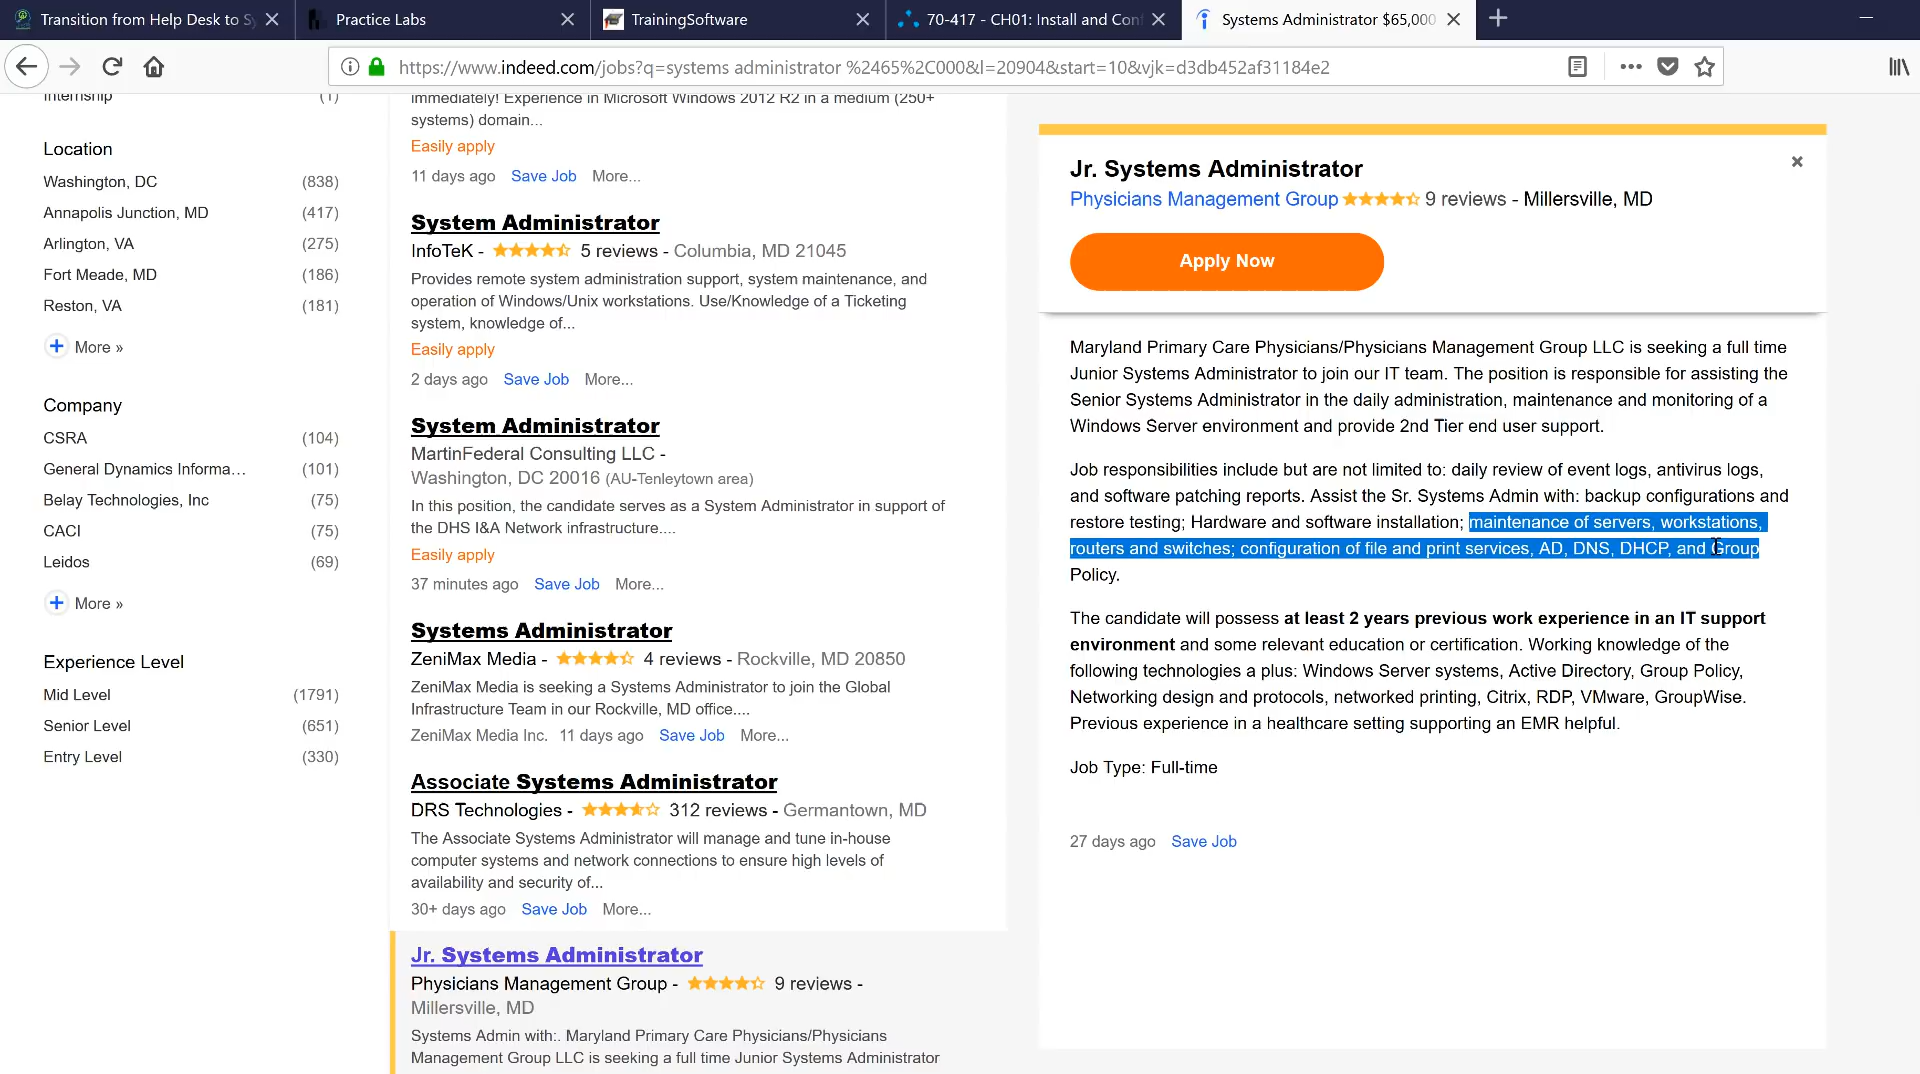 Transition from Help Desk to Sy
Practice Labs
TrainingSoftware
70-417 - CH01: Install and Con
Systems Administrator $65,000
https://www.indeed.com/jobs?q=systems administrator %2465%2C000&l=20904&start=10&vjk=d3db452af31184e2
Internship (1)
Location
Washington, DC (838)
Annapolis Junction, MD (417)
Arlington, VA (275)
Fort Meade, MD (186)
Reston, VA (181)
More »
Company
CSRA (104)
General Dynamics Informa… (101)
Belay Technologies, Inc (75)
CACI (75)
Leidos (69)
More »
Experience Level
Mid Level (1791)
Senior Level (651)
Entry Level (330)
immediately! Experience in Microsoft Windows 2012 R2 in a medium (250+
systems) domain...
Easily apply
11 days ago Save Job More...
System Administrator
InfoTeK - 5 reviews - Columbia, MD 21045
Provides remote system administration support, system maintenance, and
operation of Windows/Unix workstations. Use/Knowledge of a Ticketing
system, knowledge of...
Easily apply
2 days ago Save Job More...
System Administrator
MartinFederal Consulting LLC -
Washington, DC 20016 (AU-Tenleytown area)
In this position, the candidate serves as a System Administrator in support of
the DHS I&A Network infrastructure....
Easily apply
37 minutes ago Save Job More...
Systems Administrator
ZeniMax Media - 4 reviews - Rockville, MD 20850
ZeniMax Media is seeking a Systems Administrator to join the Global
Infrastructure Team in our Rockville, MD office....
ZeniMax Media Inc. 11 days ago Save Job More...
Associate Systems Administrator
DRS Technologies - 312 reviews - Germantown, MD
The Associate Systems Administrator will manage and tune in-house
computer systems and network connections to ensure high levels of
availability and security of...
30+ days ago Save Job More...
Jr. Systems Administrator
Physicians Management Group - 9 reviews -
Millersville, MD
Systems Admin with:. Maryland Primary Care Physicians/Physicians
Management Group LLC is seeking a full time Junior Systems Administrator
Jr. Systems Administrator
Physicians Management Group 9 reviews - Millersville, MD
Apply Now
Maryland Primary Care Physicians/Physicians Management Group LLC is seeking a full time
Junior Systems Administrator to join our IT team. The position is responsible for assisting the
Senior Systems Administrator in the daily administration, maintenance and monitoring of a
Windows Server environment and provide 2nd Tier end user support.
Job responsibilities include but are not limited to: daily review of event logs, antivirus logs,
and software patching reports. Assist the Sr. Systems Admin with: backup configurations and
restore testing; Hardware and software installation; maintenance of servers, workstations,
routers and switches; configuration of file and print services, AD, DNS, DHCP, and Group
Policy.
The candidate will possess at least 2 years previous work experience in an IT support
environment and some relevant education or certification. Working knowledge of the
following technologies a plus: Windows Server systems, Active Directory, Group Policy,
Networking design and protocols, networked printing, Citrix, RDP, VMware, GroupWise.
Previous experience in a healthcare setting supporting an EMR helpful.
Job Type: Full-time
27 days ago Save Job